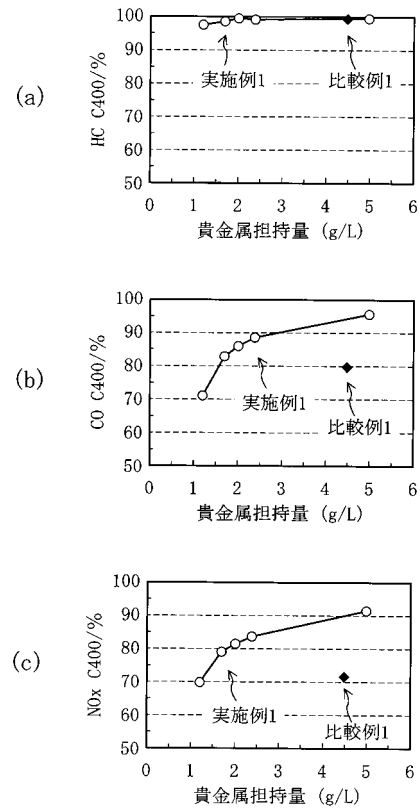 (a)
HC C400/%
100
90
80
70
60
50
実施例1
比較例1
0 1 2 3 4 5 6
貴金属担持量 (g/L)
(b)
CO C400/%
100
90
80
70
60
50
実施例1
比較例1
0 1 2 3 4 5 6
貴金属担持量 (g/L)
(c)
NOx C400/%
100
90
80
70
60
50
実施例1
比較例1
0 1 2 3 4 5 6
貴金属担持量 (g/L)